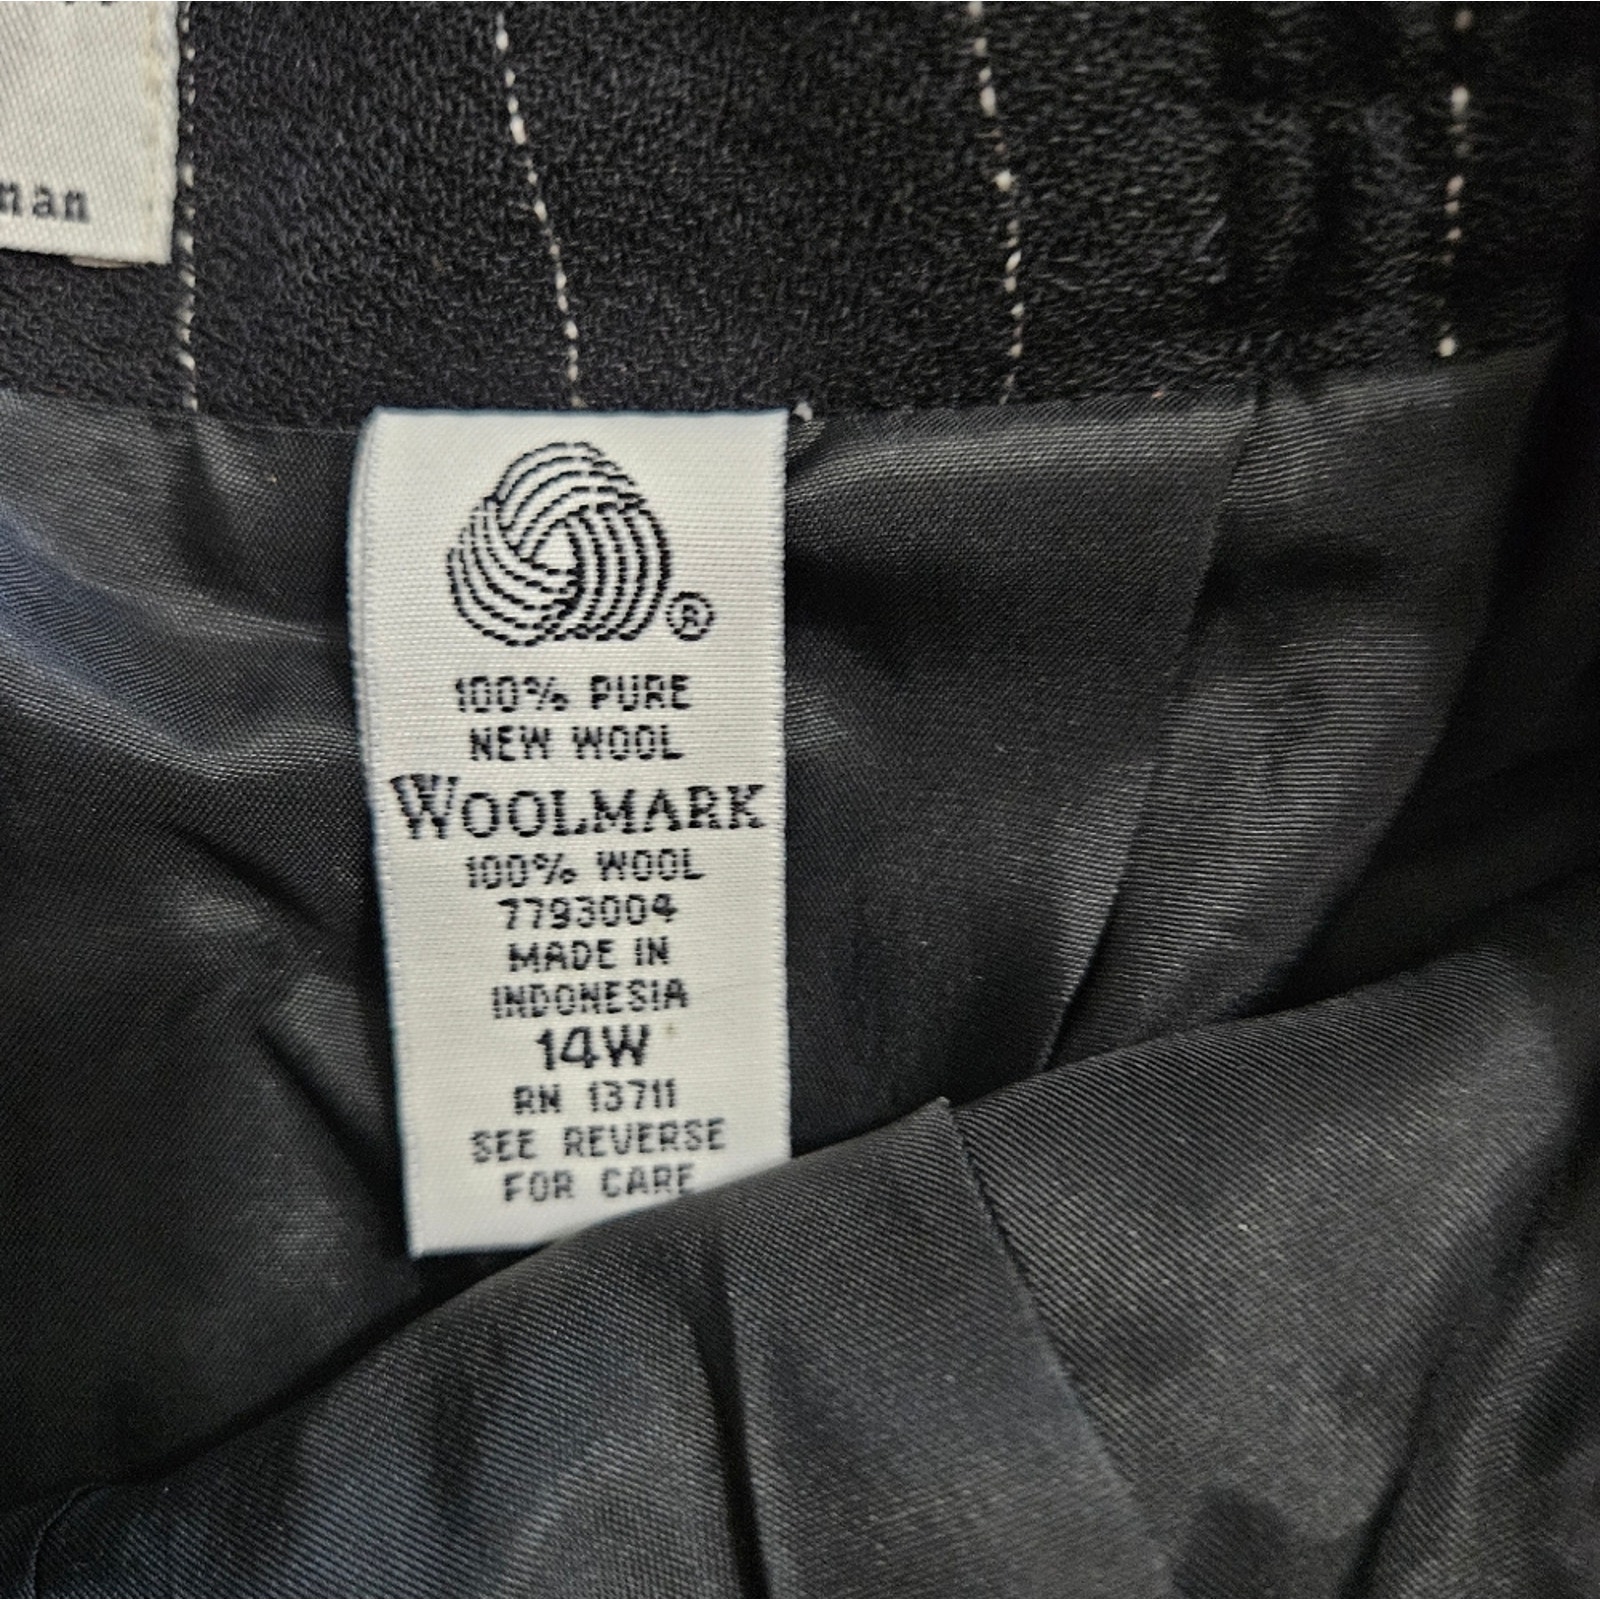 ®
100% PURE
NEW WOOL
WOOLMARK
100% WOOL
7793004
MADE IN
INDONESIA
14W
RN 13711
SEE REVERSE
FOR CARE